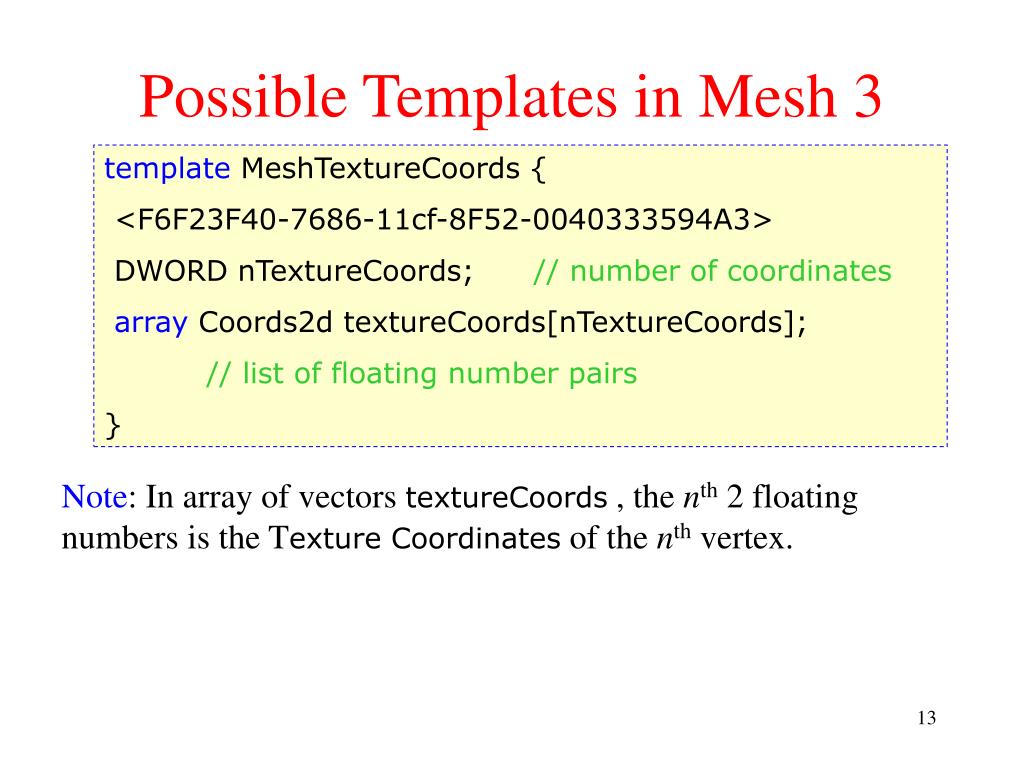 Possible Templates in Mesh 3
template MeshTextureCoords {
<F6F23F40-7686-11cf-8F52-0040333594A3>
DWORD nTextureCoords; // number of coordinates
array Coords2d textureCoords[nTextureCoords];
// list of floating number pairs
}
Note: In array of vectors textureCoords , the nth 2 floating
numbers is the Texture Coordinates of the nth vertex.
13